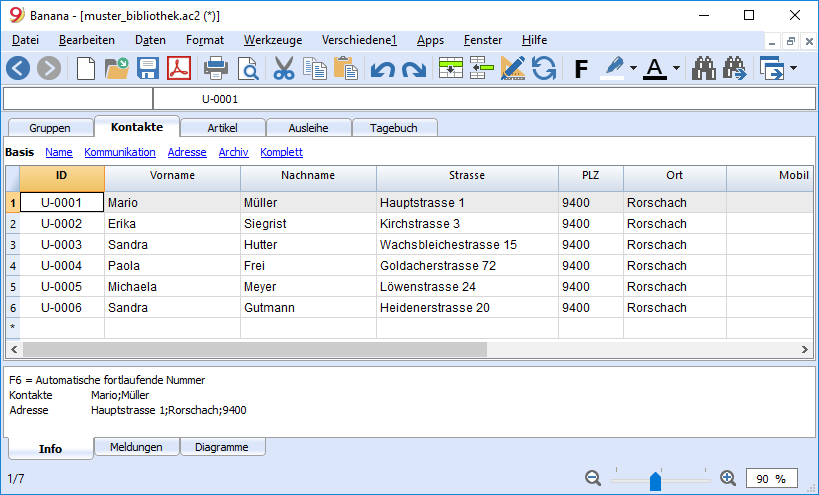 9 Banana - [muster_bibliothek.ac2 (*)]
Datei Bearbeiten Daten Format Werkzeuge Verschiedene1 Apps Fenster Hilfe
F A
U-0001
Gruppen Kontakte Artikel Ausleihe Tagebuch
Basis Name Kommunikation Adresse Archiv Komplett
ID Vorname Nachname Strasse PLZ Ort Mobil
1 U-0001 Mario Müller Hauptstrasse 1 9400 Rorschach
2 U-0002 Erika Siegrist Kirchstrasse 3 9400 Rorschach
3 U-0003 Sandra Hutter Wachsbleichestrasse 15 9400 Rorschach
4 U-0004 Paola Frei Goldacherstrasse 72 9400 Rorschach
5 U-0005 Michaela Meyer Löwenstrasse 24 9400 Rorschach
6 U-0006 Sandra Gutmann Heidenerstrasse 20 9400 Rorschach
*
F6 = Automatische fortlaufende Nummer
Kontakte Mario;Müller
Adresse Hauptstrasse 1;Rorschach;9400
Info Meldungen Diagramme
1/7 90 %